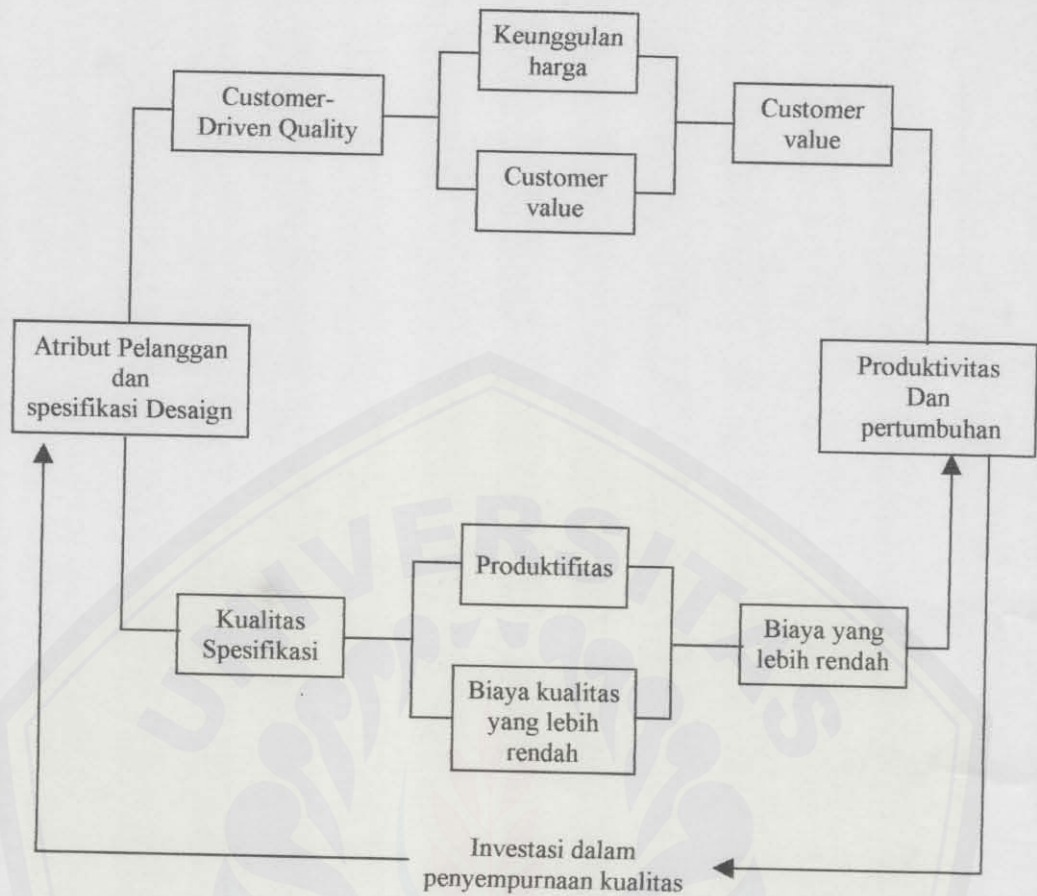 Keunggulan
harga
Customer-
Driven Quality
Customer
value
Customer
value
Atribut Pelanggan
dan
spesifikasi Desaign
Produktivitas
Dan
pertumbuhan
Produktifitas
Kualitas
Spesifikasi
Biaya yang
lebih rendah
Biaya kualitas
yang lebih
rendah
Investasi dalam
penyempurnaan kualitas
UNIVERSITAS